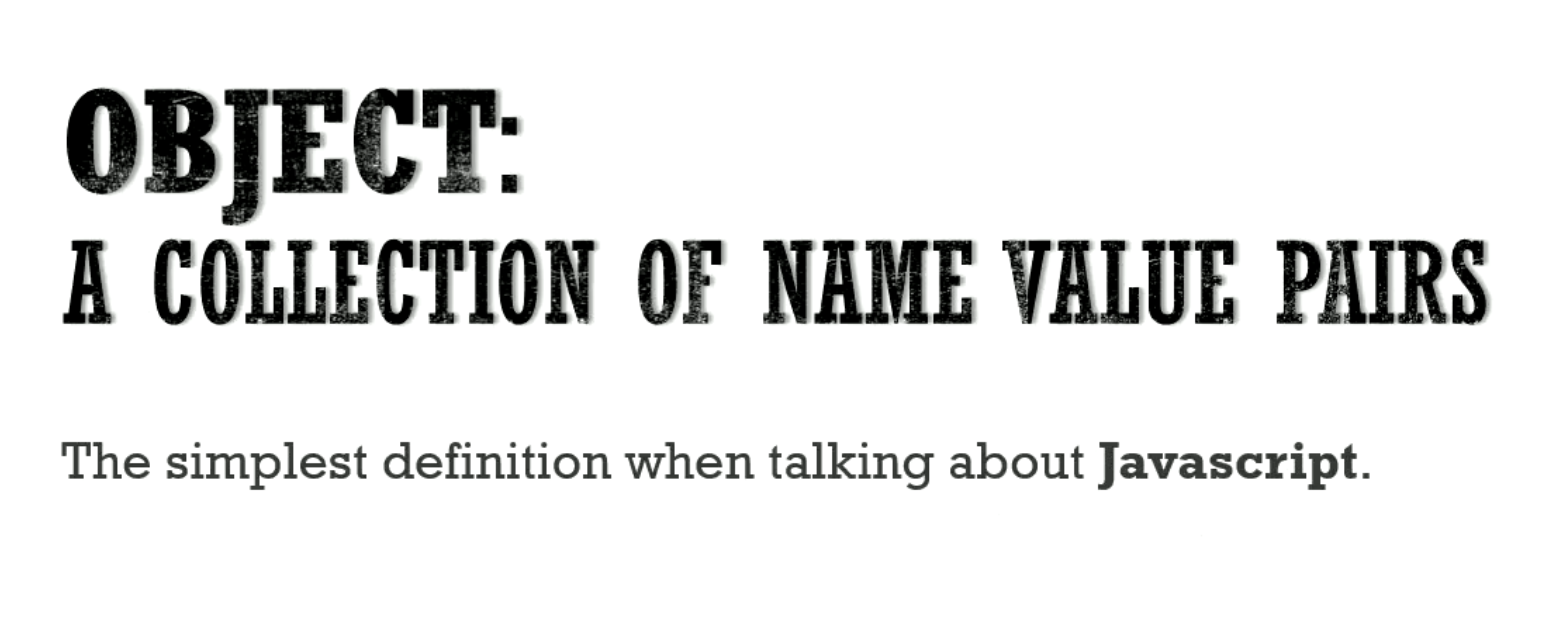 OBJECT:
A COLLECTION OF NAME VALUE PAIRS
The simplest definition when talking about Javascript.